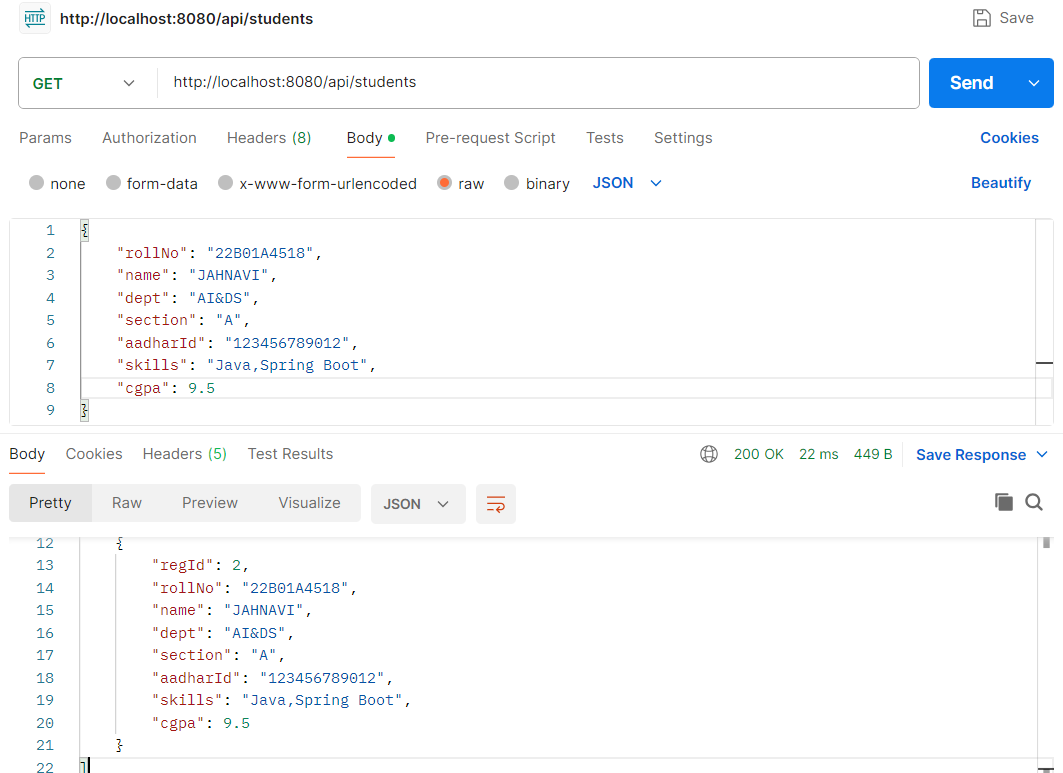 HTTP http://localhost:8080/api/students Save
GET http://localhost:8080/api/students Send
Params Authorization Headers (8) Body Pre-request Script Tests Settings Cookies
none form-data x-www-form-urlencoded raw binary JSON Beautify
1 {
2 "rollNo": "22B01A4518",
3 "name": "JAHNAVI",
4 "dept": "AI&DS",
5 "section": "A",
6 "aadharId": "123456789012",
7 "skills": "Java,Spring Boot",
8 "cgpa": 9.5
9 }
Body Cookies Headers (5) Test Results 200 OK 22 ms 449 B Save Response
Pretty Raw Preview Visualize JSON
12 {
13 "regId": 2,
14 "rollNo": "22B01A4518",
15 "name": "JAHNAVI",
16 "dept": "AI&DS",
17 "section": "A",
18 "aadharId": "123456789012",
19 "skills": "Java,Spring Boot",
20 "cgpa": 9.5
21 }
22 ]